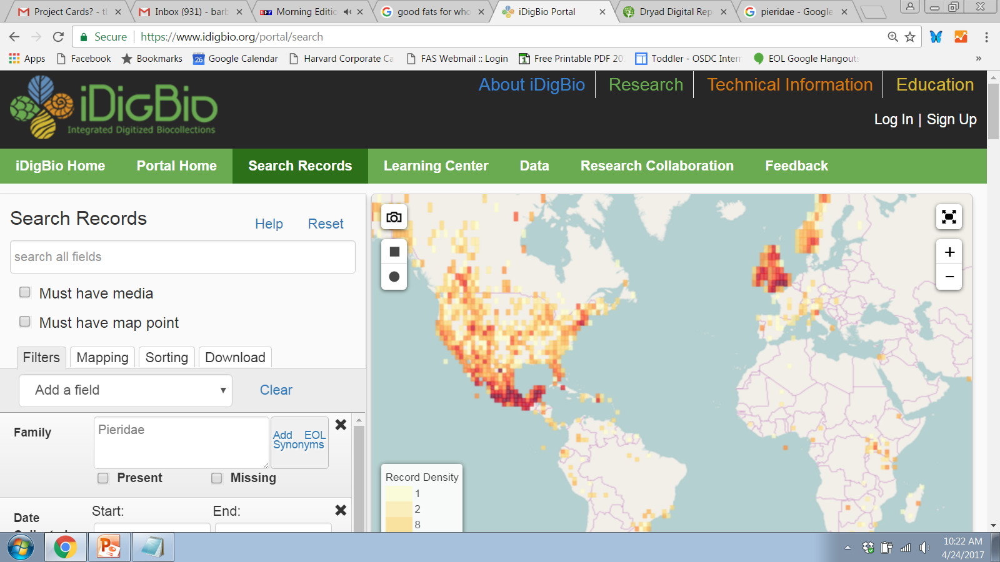 Project Cards? - th
Inbox (931) - barb
Morning Editio
good fats for who
iDigBio Portal
Dryad Digital Rep
pieridae - Google
Secure
https://www.idigbio.org/portal/search
Apps
Facebook
Bookmarks
26
Google Calendar
Harvard Corporate Ca
FAS Webmail :: Login
Free Printable PDF 20
Toddler - OSDC Intern
EOL Google Hangouts
»
iDigBio
Integrated Digitized Biocollections
About iDigBio
Research
Technical Information
Education
Log In | Sign Up
iDigBio Home
Portal Home
Search Records
Learning Center
Data
Research Collaboration
Feedback
Search Records
Help
Reset
search all fields
Must have media
Must have map point
Filters
Mapping
Sorting
Download
Add a field
Clear
Family
Pieridae
Add EOL
Synonyms
Present
Missing
Date
Start:
End:
+
−
Record Density
1
2
8
10:22 AM
4/24/2017